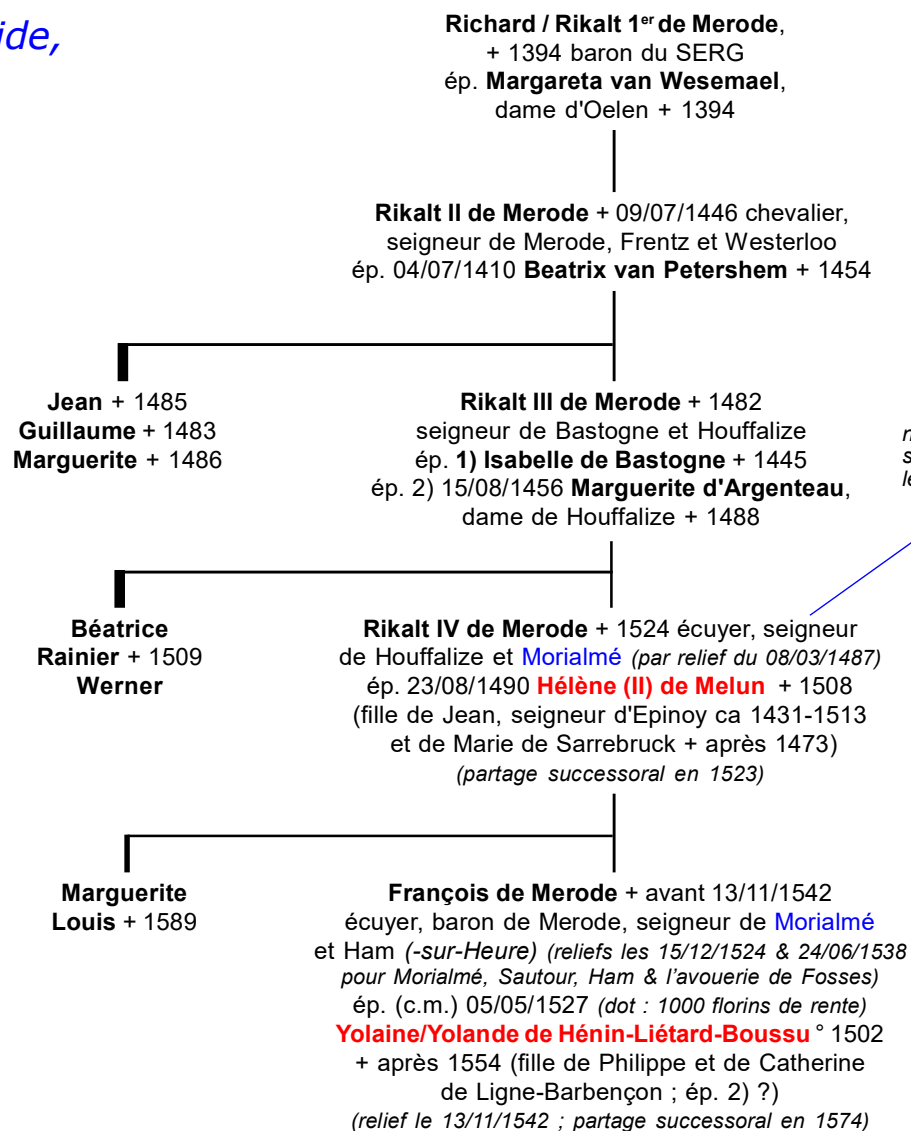 ide,
Richard / Rikalt 1er de Merode,
+ 1394 baron du SERG
ép. Margareta van Wesemael,
dame d'Oelen + 1394
Rikalt II de Merode + 09/07/1446 chevalier,
seigneur de Merode, Frentz et Westerloo
ép. 04/07/1410 Beatrix van Petershem + 1454
Jean + 1485
Guillaume + 1483
Marguerite + 1486
Rikalt III de Merode + 1482
seigneur de Bastogne et Houffalize
ép. 1) Isabelle de Bastogne + 1445
ép. 2) 15/08/1456 Marguerite d'Argenteau,
dame de Houffalize + 1488
Béatrice
Rainier + 1509
Werner
Rikalt IV de Merode + 1524 écuyer, seigneur
de Houffalize et Morialmé (par relief du 08/03/1487)
ép. 23/08/1490 Hélène (II) de Melun + 1508
(fille de Jean, seigneur d'Epinoy ca 1431-1513
et de Marie de Sarrebruck + après 1473)
(partage successoral en 1523)
Marguerite
Louis + 1589
François de Merode + avant 13/11/1542
écuyer, baron de Merode, seigneur de Morialmé
et Ham (-sur-Heure) (reliefs les 15/12/1524 & 24/06/1538
pour Morialmé, Sautour, Ham & l'avouerie de Fosses)
ép. (c.m.) 05/05/1527 (dot : 1000 florins de rente)
Yolaine/Yolande de Hénin-Liétard-Boussu ° 1502
+ après 1554 (fille de Philippe et de Catherine
de Ligne-Barbençon ; ép. 2) ?)
(relief le 13/11/1542 ; partage successoral en 1574)